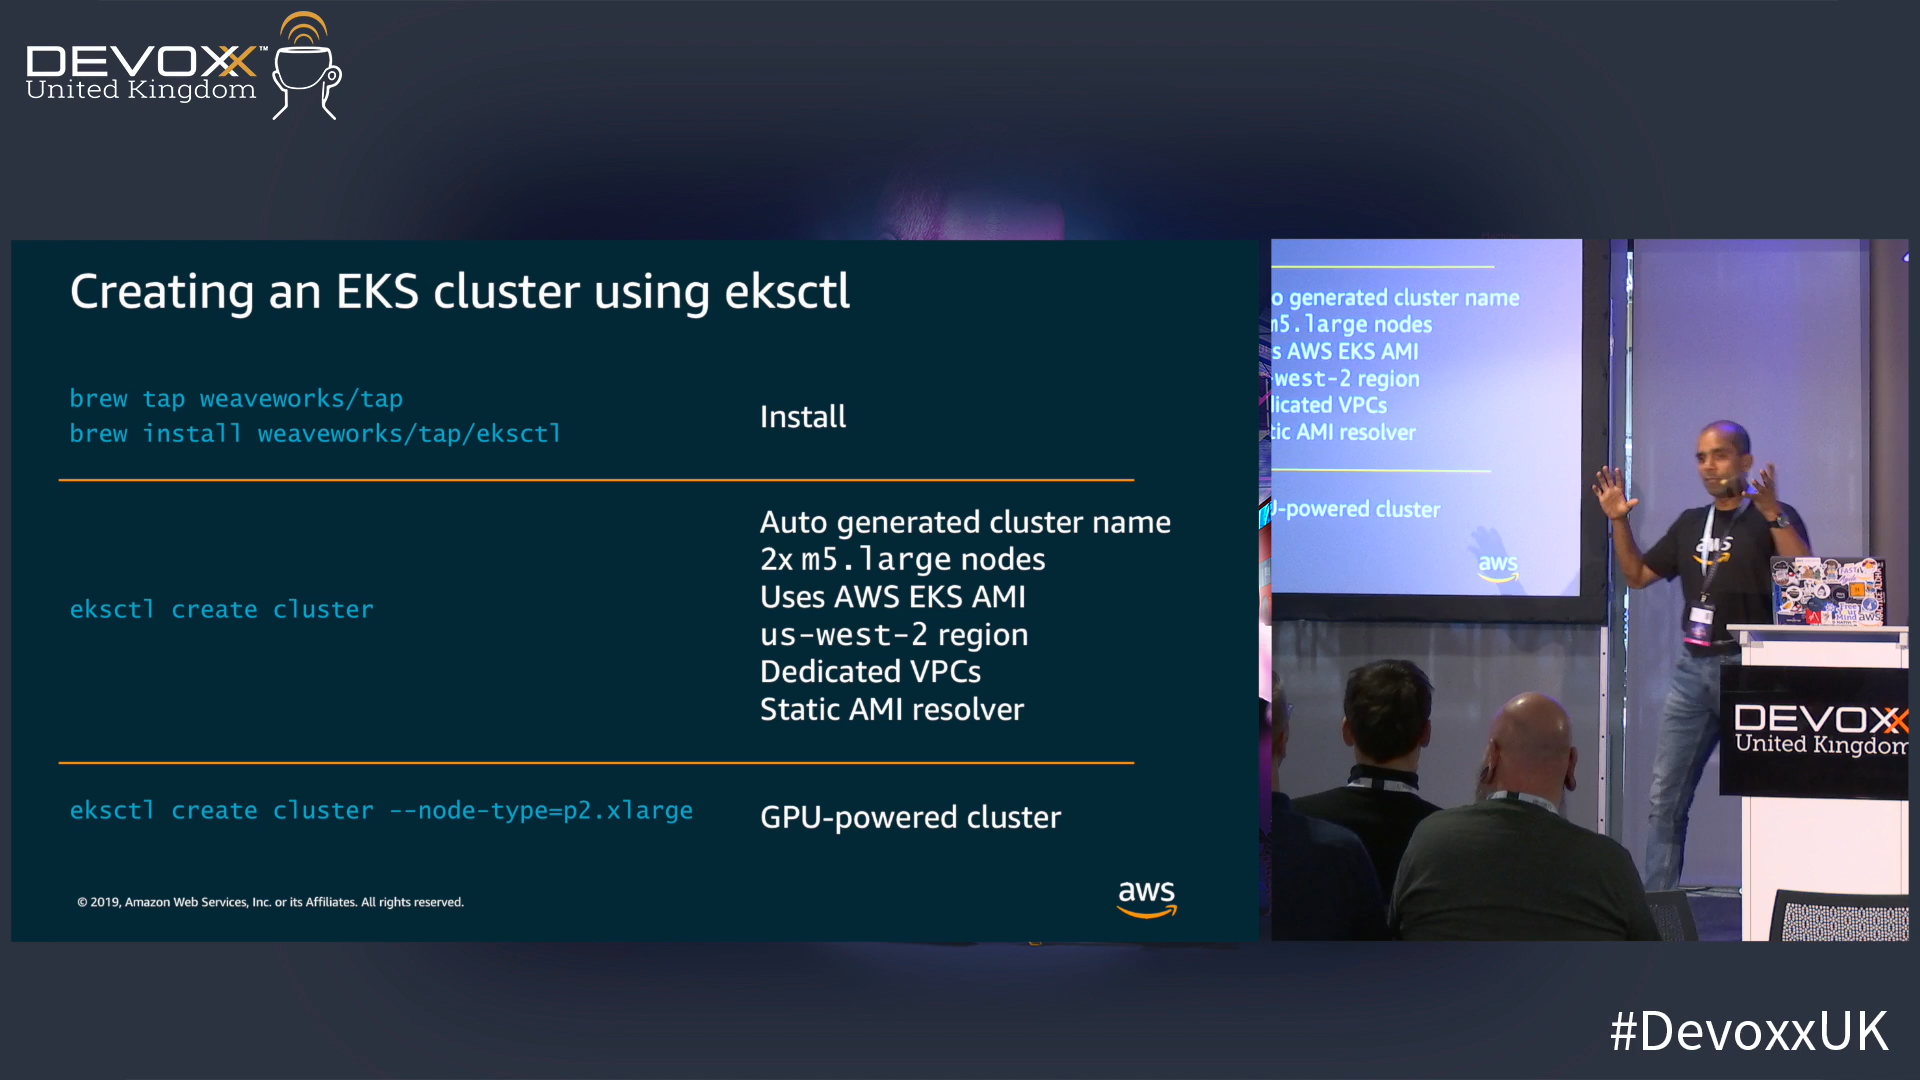 DEVOXX™
United Kingdom
Creating an EKS cluster using eksctl
brew tap weaveworks/tap
brew install weaveworks/tap/eksctl
Install
eksctl create cluster
Auto generated cluster name
2x m5.large nodes
Uses AWS EKS AMI
us-west-2 region
Dedicated VPCs
Static AMI resolver
eksctl create cluster --node-type=p2.xlarge
GPU-powered cluster
© 2019, Amazon Web Services, Inc. or its Affiliates. All rights reserved.
aws
o generated cluster name
m5.large nodes
s AWS EKS AMI
-west-2 region
licated VPCs
tic AMI resolver
J-powered cluster
aws
aws
aws
DEVOXX
United Kingdom
#DevoxxUK